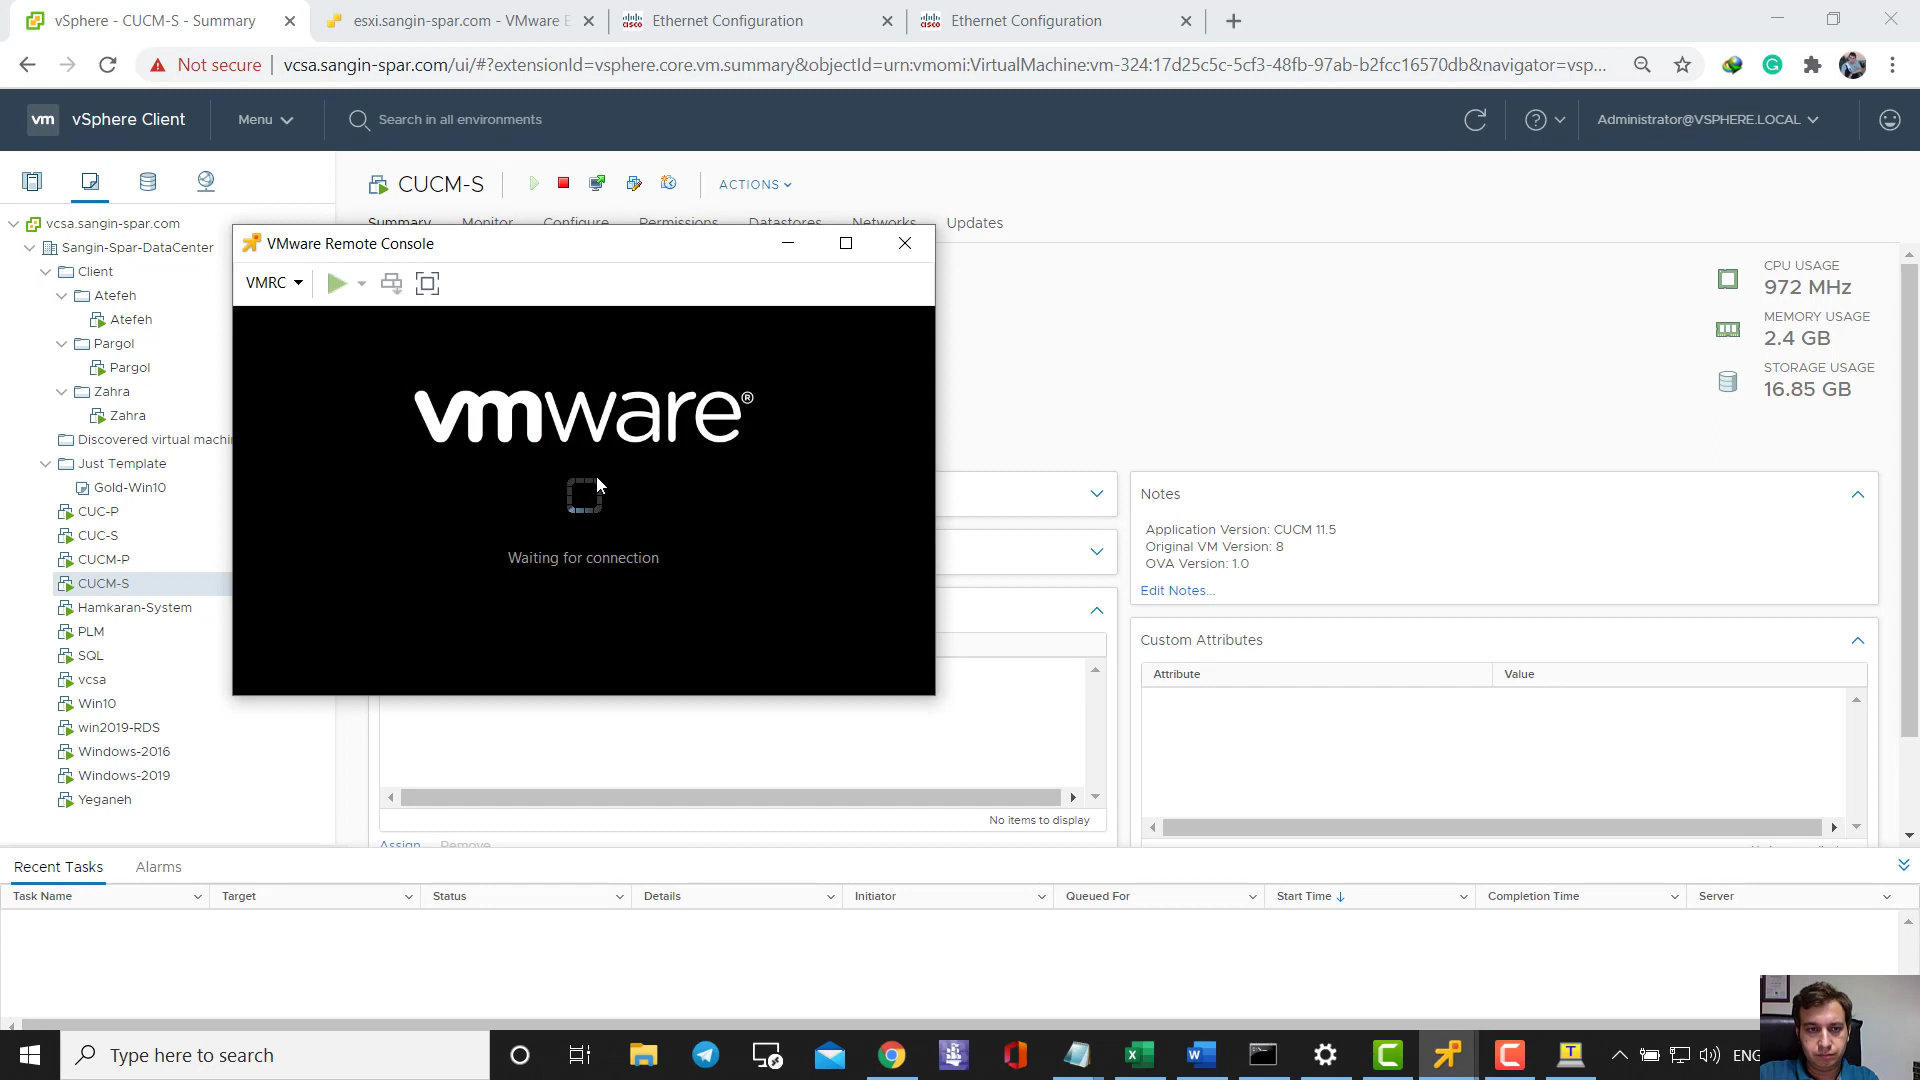 vSphere - CUCM-S - Summary
esxi.sangin-spar.com - VMware E
cisco Ethernet Configuration
cisco Ethernet Configuration
Not secure
vcsa.sangin-spar.com/ui/#?extensionId=vsphere.core.vm.summary&objectId=urn:vmomi:VirtualMachine:vm-324:17d25c5c-5cf3-48fb-97ab-b2fcc16570db&navigator=vsp...
vm vSphere Client
Menu
Search in all environments
Administrator@VSPHERE.LOCAL
CUCM-S
ACTIONS
Summary Monitor Configure Permissions Datastores Networks Updates
vcsa.sangin-spar.com
Sangin-Spar-DataCenter
Client
Atefeh
Atefeh
Pargol
Pargol
Zahra
Zahra
Discovered virtual machin
Just Template
Gold-Win10
CUC-P
CUC-S
CUCM-P
CUCM-S
Hamkaran-System
PLM
SQL
vcsa
Win10
win2019-RDS
Windows-2016
Windows-2019
Yeganeh
VMware Remote Console
VMRC
vmware®
Waiting for connection
CPU USAGE
972 MHz
MEMORY USAGE
2.4 GB
STORAGE USAGE
16.85 GB
Notes
Application Version: CUCM 11.5
Original VM Version: 8
OVA Version: 1.0
Edit Notes...
Custom Attributes
Attribute Value
No items to display
Assign Remove
Recent Tasks Alarms
Task Name Target Status Details Initiator Queued For Start Time Completion Time Server
Type here to search
ENG